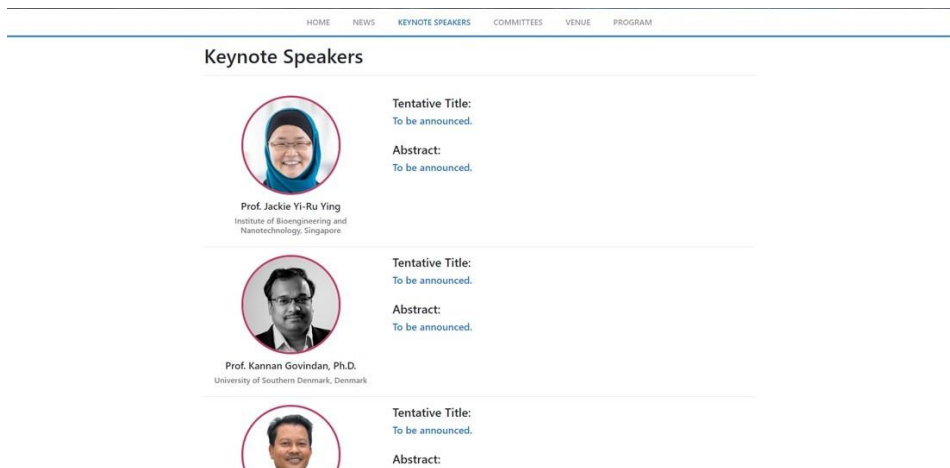 HOME NEWS KEYNOTE SPEAKERS COMMITTEES VENUE PROGRAM
Keynote Speakers
Tentative Title:
To be announced.
Abstract:
To be announced.
Prof. Jackie Yi-Ru Ying
Institute of Bioengineering and
Nanotechnology, Singapore
Tentative Title:
To be announced.
Abstract:
To be announced.
Prof. Kannan Govindan, Ph.D.
University of Southern Denmark, Denmark
Tentative Title:
To be announced.
Abstract: